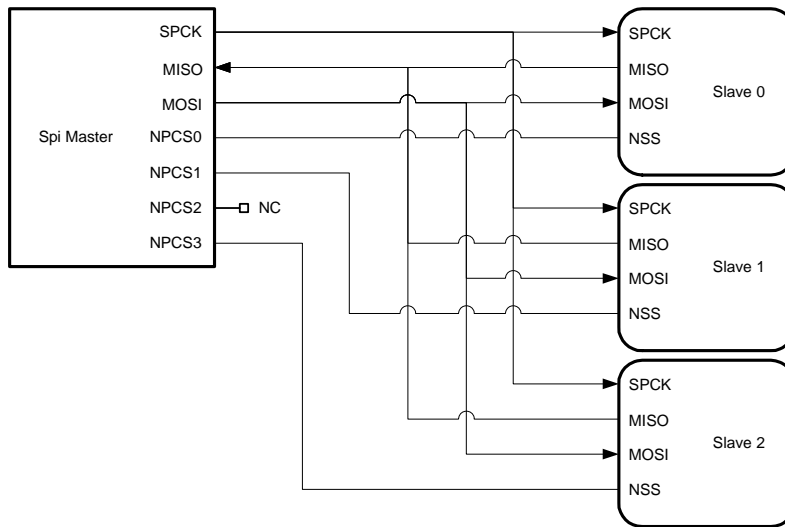 Spi Master
SPCK
MISO
MOSI
NPCS0
NPCS1
NPCS2
NPCS3
NC
SPCK
MISO
MOSI
NSS
Slave 0
SPCK
MISO
MOSI
NSS
Slave 1
SPCK
MISO
MOSI
NSS
Slave 2